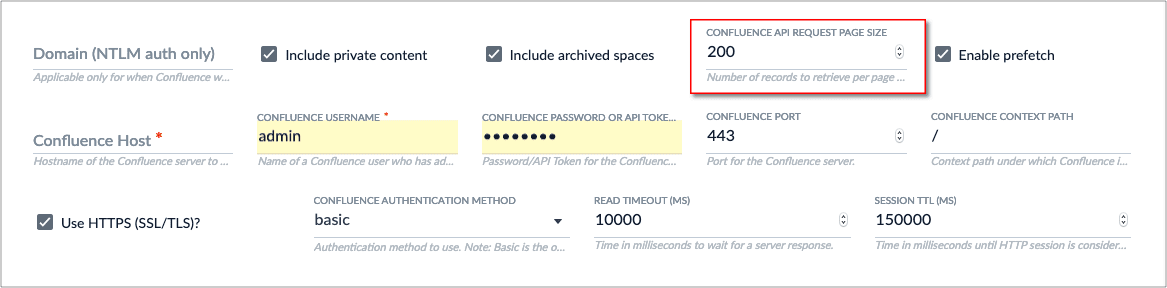 CONFLUENCE API REQUEST PAGE SIZE
Domain (NTLM auth only)
Include private content
Include archived spaces
200
Enable prefetch
Applicable only for when Confluence w...
Number of records to retrieve per page ...
CONFLUENCE USERNAME *
CONFLUENCE PASSWORD OR API TOKE...
CONFLUENCE PORT
CONFLUENCE CONTEXT PATH
Confluence Host *
admin
••••••••
443
/
Hostname of the Confluence server to ...
Name of a Confluence user who has ad...
Password/API Token for the Confluenc...
Port for the Confluence server.
Context path under which Confluence i...
CONFLUENCE AUTHENTICATION METHOD
READ TIMEOUT (MS)
SESSION TTL (MS)
Use HTTPS (SSL/TLS)?
basic
10000
150000
Authentication method to use. Note: Basic is the o...
Time in milliseconds to wait for a server response.
Time in milliseconds until HTTP session is consider...